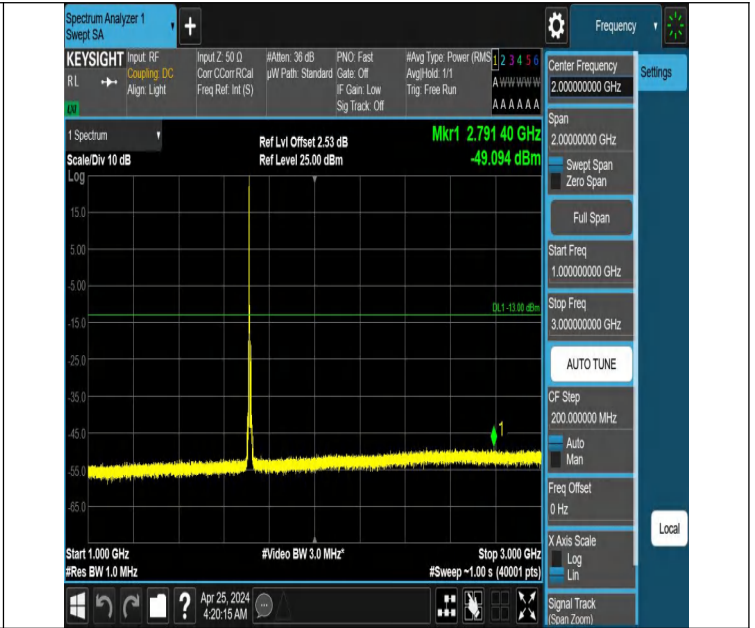 Spectrum Analyzer 1
Swept SA
Frequency
KEYSIGHT
RL
LXI
Input: RF
Coupling: DC
Align: Light
Input Z: 50 Ω
Corr CCorr RCal
Freq Ref: Int (S)
#Atten: 36 dB
µW Path: Standard
PNO: Fast
Gate: Off
IF Gain: Low
Sig Track: Off
#Avg Type: Power (RMS
Avg|Hold: 1/1
Trig: Free Run
1 2 3 4 5 6
A W W W W W
A A A A A A
1 Spectrum
Scale/Div 10 dB
Log
Ref Lvl Offset 2.53 dB
Ref Level 25.00 dBm
Mkr1 2.791 40 GHz
-49.094 dBm
15.0
5.00
-5.00
-15.0
-25.0
-35.0
-45.0
-55.0
-65.0
DL1 -13.00 dBm
1
Start 1.000 GHz
#Res BW 1.0 MHz
#Video BW 3.0 MHz*
Stop 3.000 GHz
#Sweep ~1.00 s (40001 pts)
Center Frequency
2.000000000 GHz
Settings
Span
2.00000000 GHz
Swept Span
Zero Span
Full Span
Start Freq
1.000000000 GHz
Stop Freq
3.000000000 GHz
AUTO TUNE
CF Step
200.000000 MHz
Auto
Man
Freq Offset
0 Hz
X Axis Scale
Log
Lin
Local
Signal Track
(Span Zoom)
?
Apr 25, 2024
4:20:15 AM